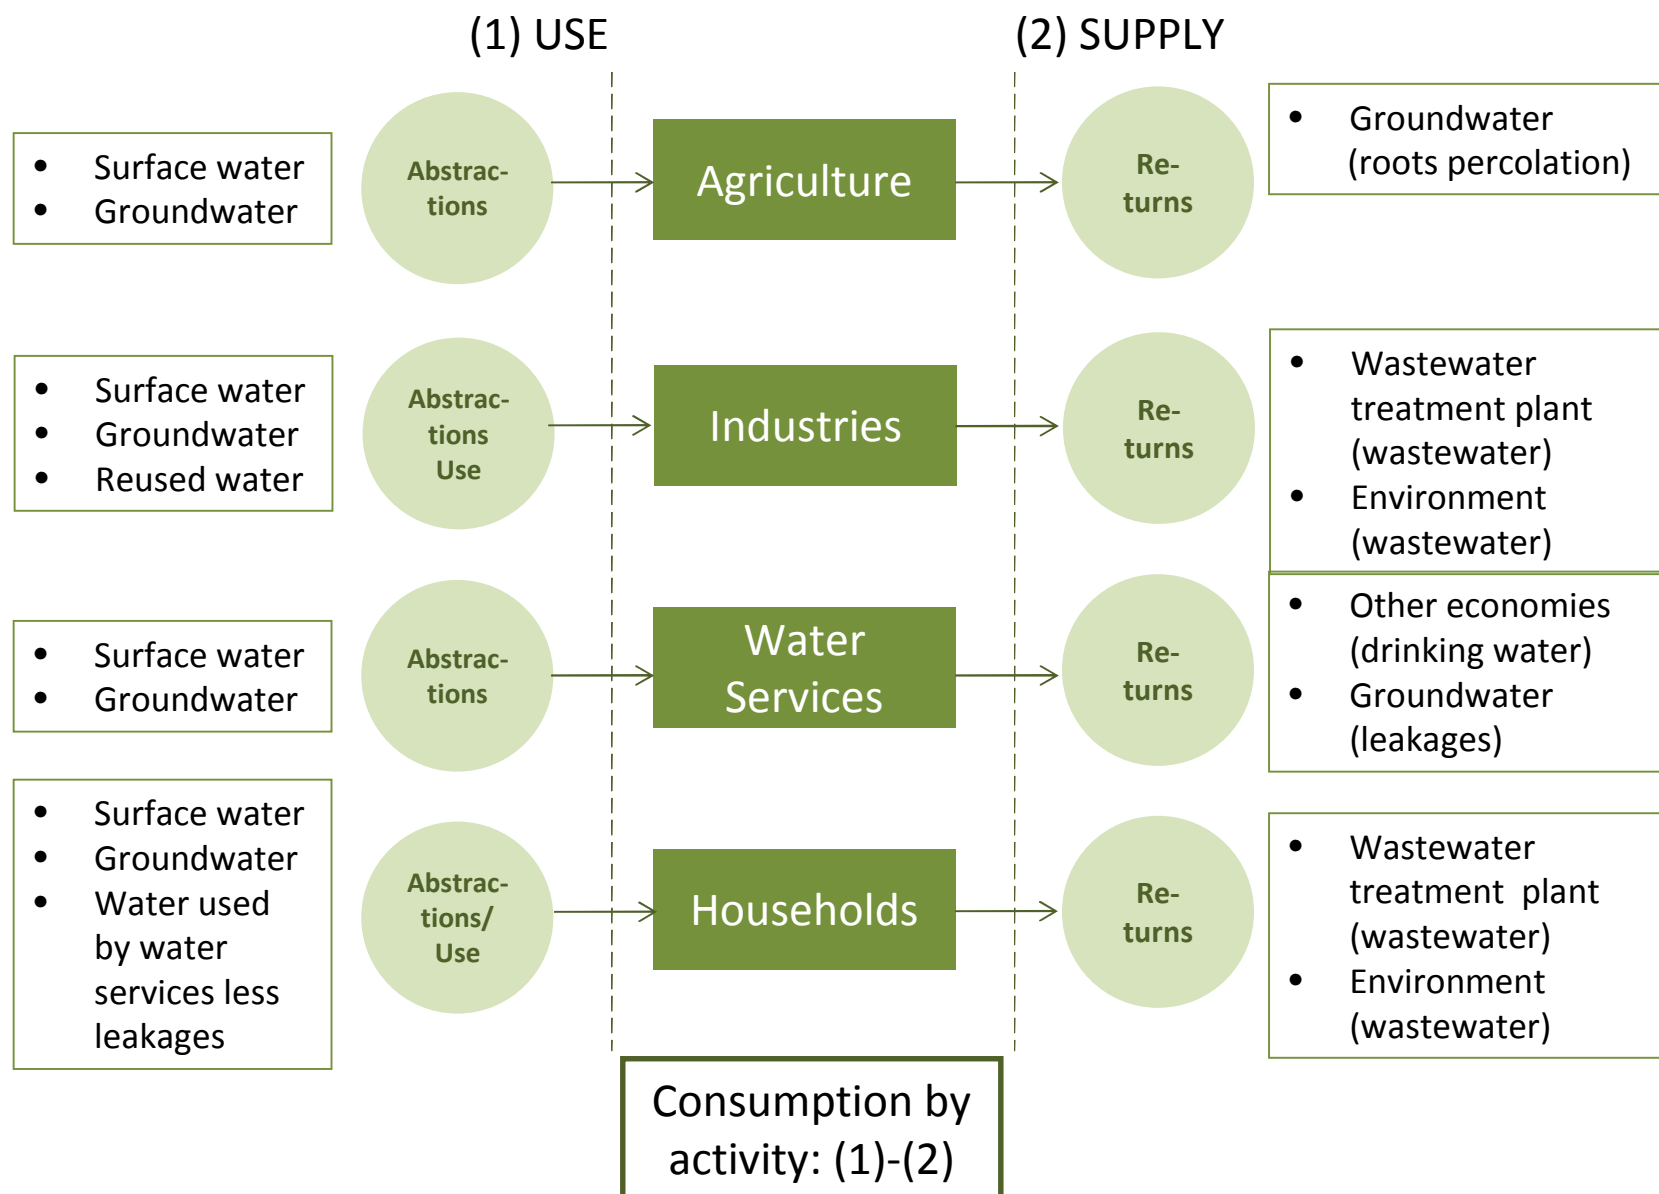 (1) USE
(2) SUPPLY
• Surface water
• Groundwater
Abstrac-
tions
Agriculture
Re-
turns
• Groundwater
(roots percolation)
• Surface water
• Groundwater
• Reused water
Abstrac-
tions
Use
Industries
Re-
turns
• Wastewater
treatment plant
(wastewater)
• Environment
(wastewater)
• Surface water
• Groundwater
Abstrac-
tions
Water
Services
Re-
turns
• Other economies
(drinking water)
• Groundwater
(leakages)
• Surface water
• Groundwater
• Water used
by water
services less
leakages
Abstrac-
tions/
Use
Households
Re-
turns
• Wastewater
treatment plant
(wastewater)
• Environment
(wastewater)
Consumption by
activity: (1)-(2)